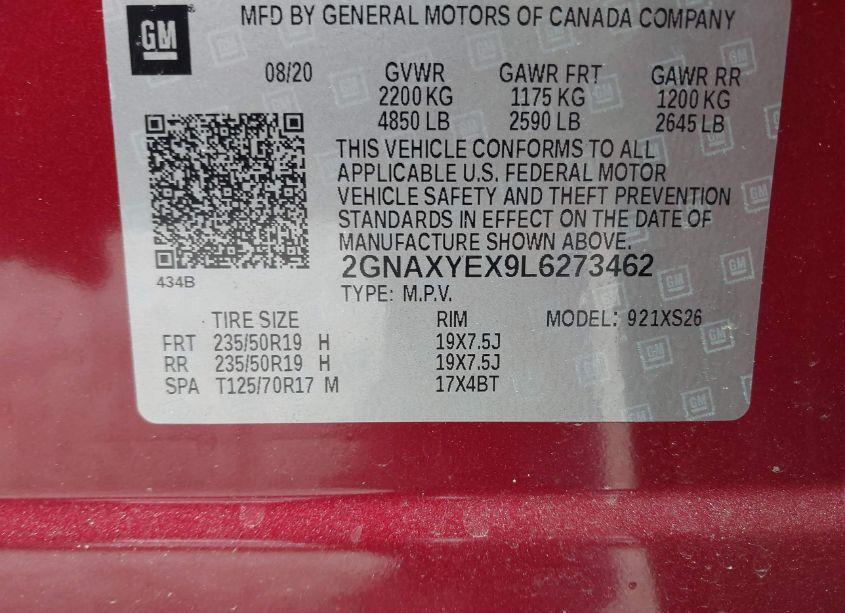 MFD BY GENERAL MOTORS OF CANADA COMPANY
GM
08/20 GVWR GAWR FRT GAWR RR
2200 KG 1175 KG 1200 KG
4850 LB 2590 LB 2645 LB
THIS VEHICLE CONFORMS TO ALL
APPLICABLE U.S. FEDERAL MOTOR
VEHICLE SAFETY AND THEFT PREVENTION
STANDARDS IN EFFECT ON THE DATE OF
MANUFACTURE SHOWN ABOVE.
2GNAXYEX9L6273462
434B
TYPE: M.P.V.
TIRE SIZE RIM MODEL: 921XS26
FRT 235/50R19 H 19X7.5J
RR 235/50R19 H 19X7.5J
SPA T125/70R17 M 17X4BT